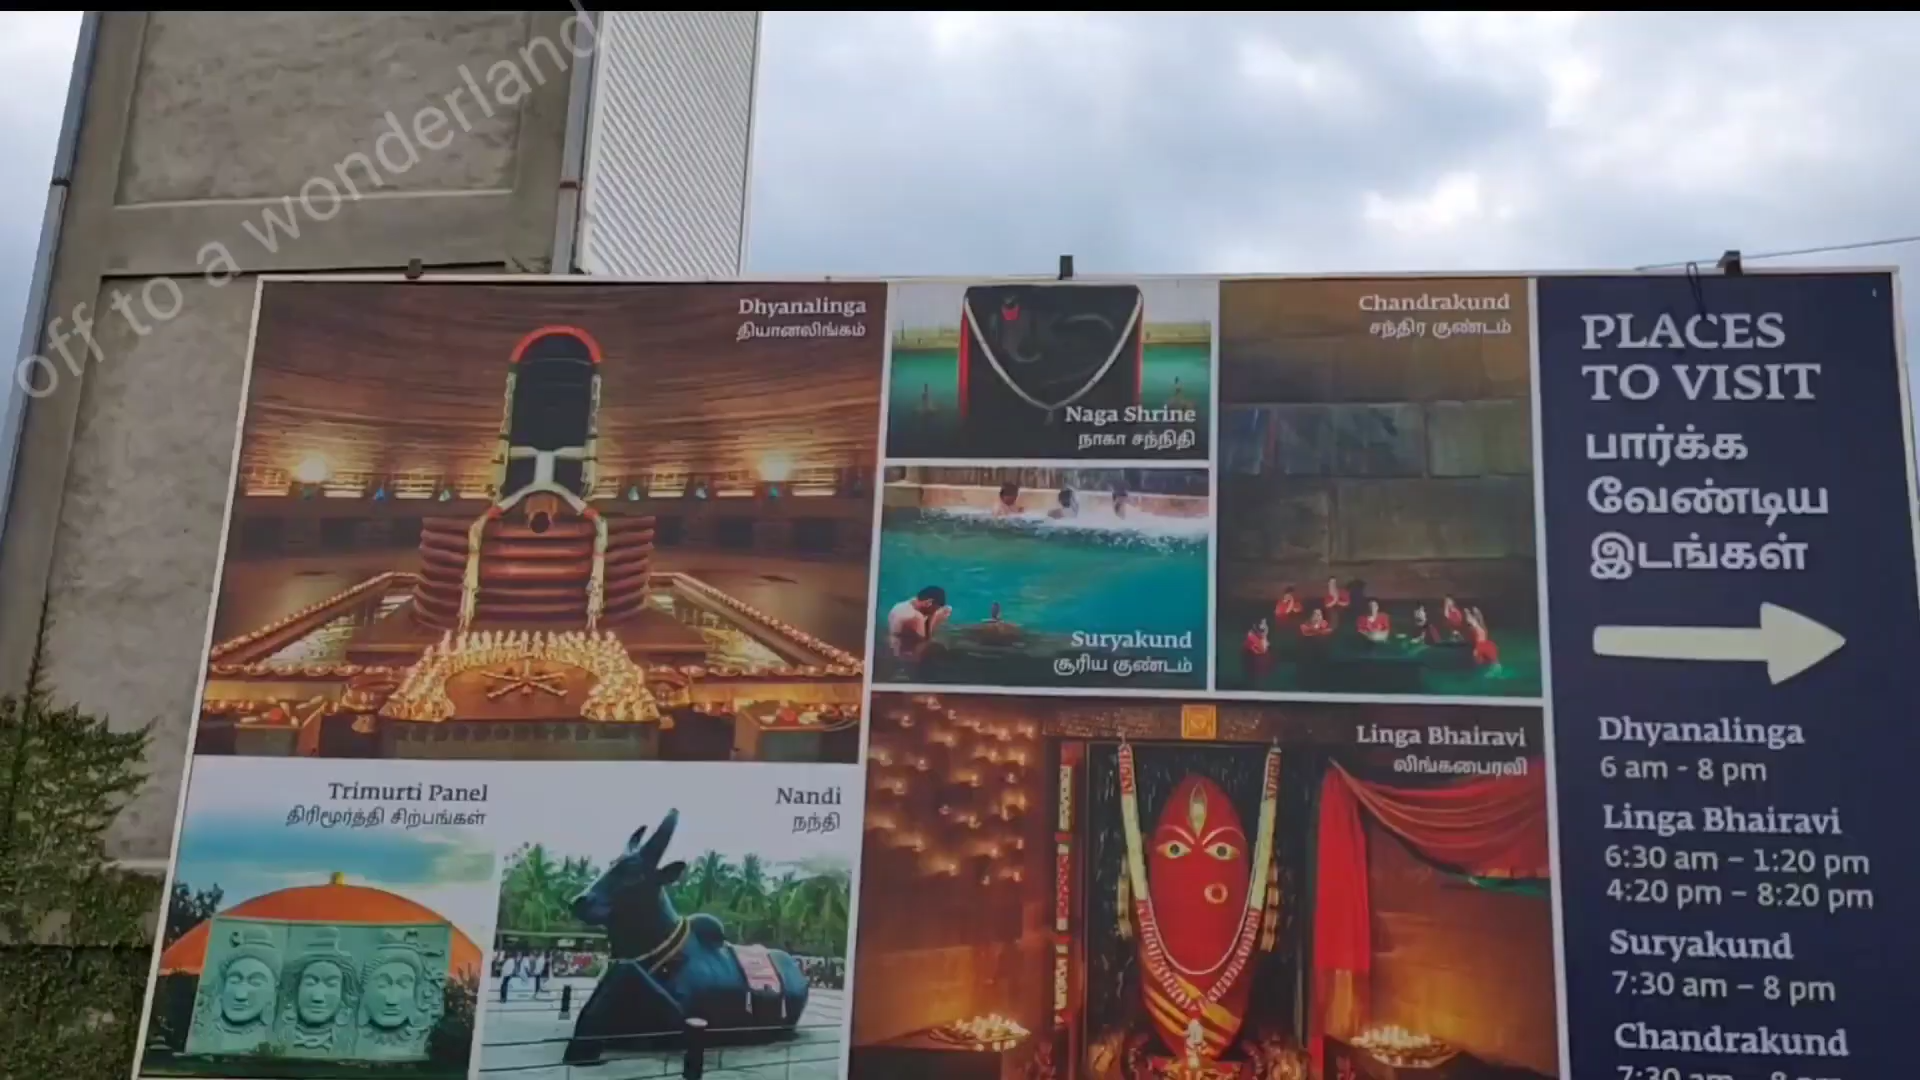 off to a wonderland
Dhyanalinga
தியானலிங்கம்
Naga Shrine
நாகா சந்நிதி
Suryakund
சூரிய குண்டம்
Chandrakund
சந்திர குண்டம்
Trimurti Panel
திரிமூர்த்தி சிற்பங்கள்
Nandi
நந்தி
Linga Bhairavi
லிங்கபைரவி
PLACES
TO VISIT
பார்க்க
வேண்டிய
இடங்கள்
Dhyanalinga
6 am - 8 pm
Linga Bhairavi
6:30 am – 1:20 pm
4:20 pm – 8:20 pm
Suryakund
7:30 am – 8 pm
Chandrakund
7:30 am – 8 pm